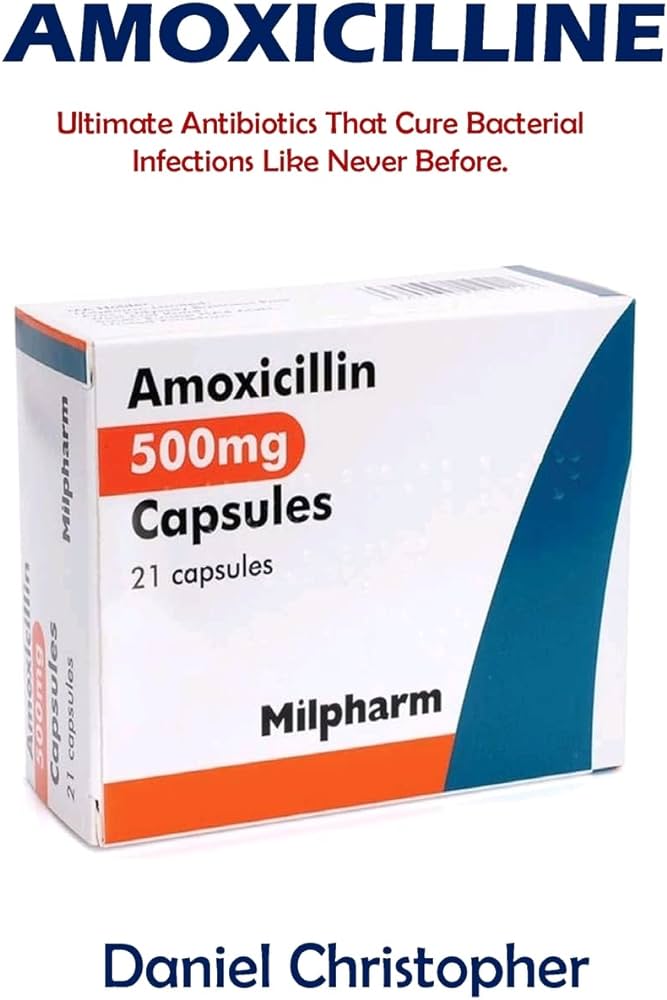 AMOXICILLINE
Ultimate Antibiotics That Cure Bacterial
Infections Like Never Before.
Amoxicillin
500mg
Capsules
21 capsules
Milpharm
Milpharm
Amoxicillin
500mg
Capsules
21 capsules
Daniel Christopher